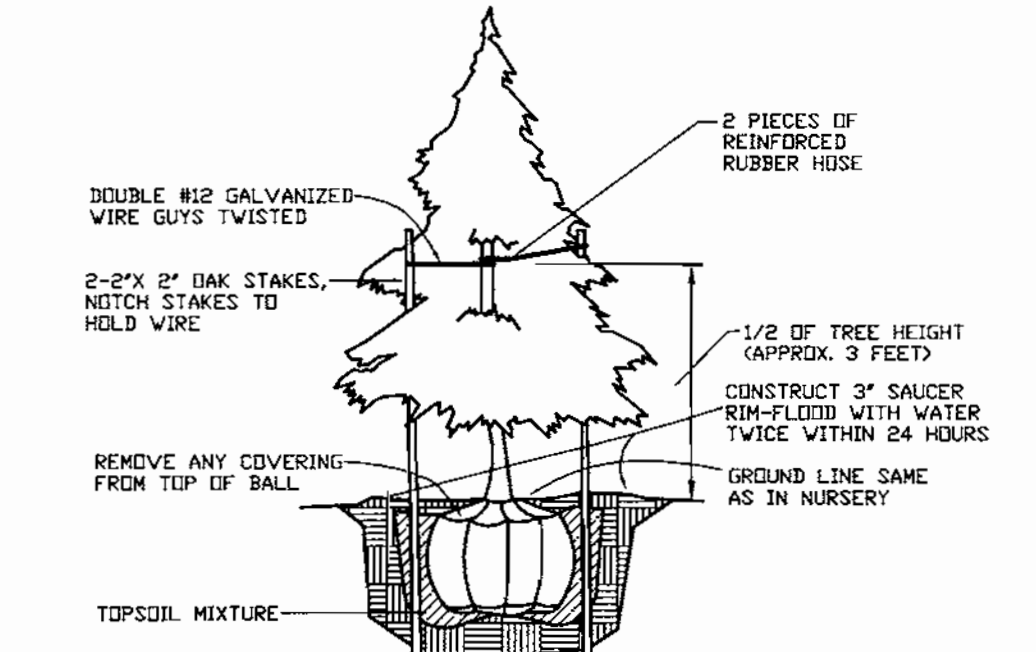 2 PIECES OF
REINFORCED
RUBBER HOSE
DOUBLE #12 GALVANIZED
WIRE GUYS TWISTED
2-2"X 2" OAK STAKES,
NOTCH STAKES TO
HOLD WIRE
1/2 OF TREE HEIGHT
(APPROX. 3 FEET)
CONSTRUCT 3" SAUCER
RIM-FLOOD WITH WATER
TWICE WITHIN 24 HOURS
REMOVE ANY COVERING
FROM TOP OF BALL
GROUND LINE SAME
AS IN NURSERY
TOPSOIL MIXTURE